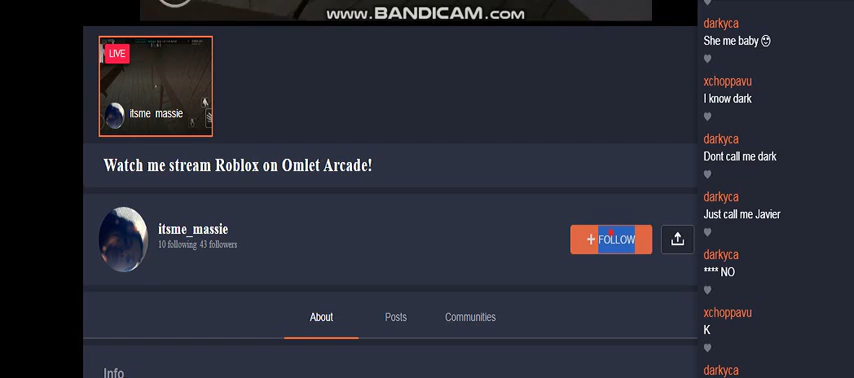 www.BANDICAM.com
LIVE
itsme massie
Watch me stream Roblox on Omlet Arcade!
itsme_massie
10 following 43 followers
+ FOLLOW
About Posts Communities
Info
darkyca
She me baby 😍
xchoppavu
I know dark
darkyca
Dont call me dark
darkyca
Just call me Javier
darkyca
**** NO
xchoppavu
K
darkyca